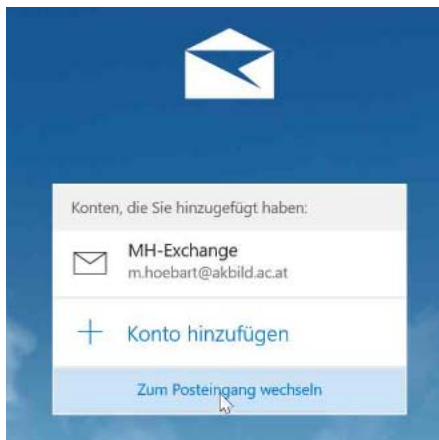 Konten, die Sie hinzugefügt haben:
MH-Exchange
m.hoebart@akbild.ac.at
Konto hinzufügen
Zum Posteingang wechseln